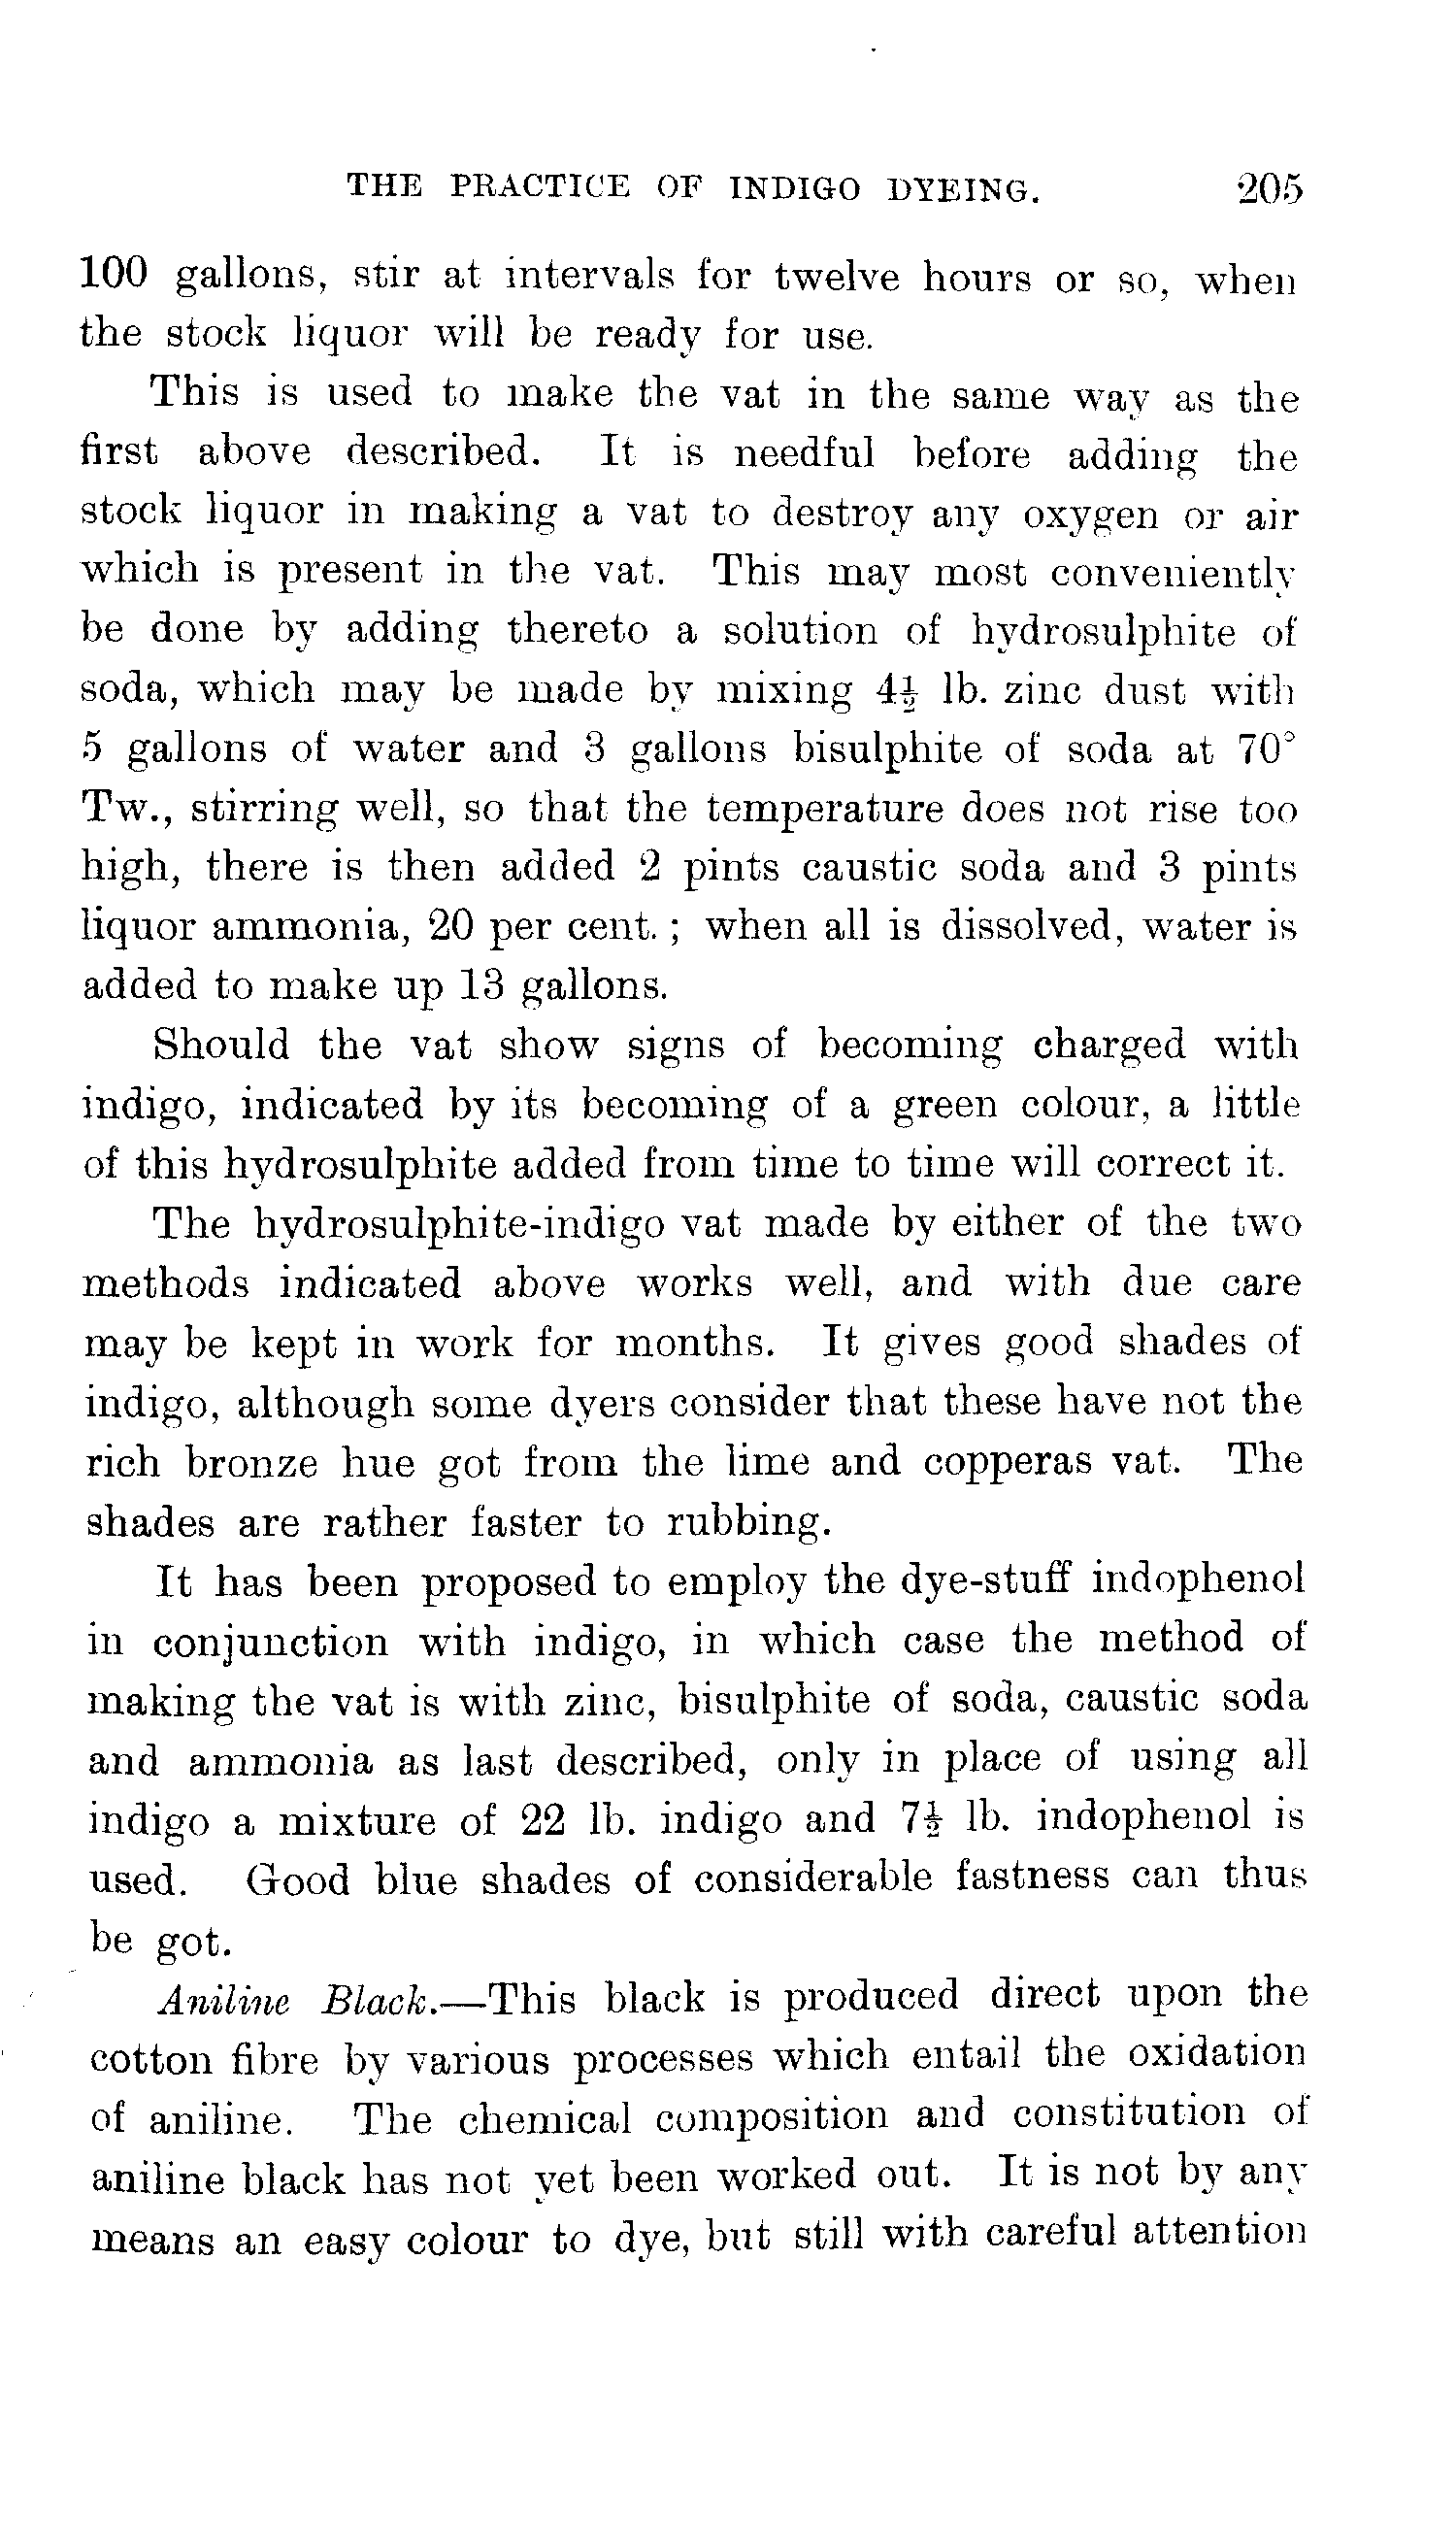 THE PRACTICE OF INDIGO DYEING. 205
100 gallons, stir at intervals for twelve hours or so, when
the stock liquor will be ready for use.
This is used to make the vat in the same way as the
first above described. It is needful before adding the
stock liquor in making a vat to destroy any oxygen or air
which is present in the vat. This may most conveniently
be done by adding thereto a solution of hydrosulphite of
soda, which may be made by mixing 4½ lb. zinc dust with
5 gallons of water and 3 gallons bisulphite of soda at 70°
Tw., stirring well, so that the temperature does not rise too
high, there is then added 2 pints caustic soda and 3 pints
liquor ammonia, 20 per cent. ; when all is dissolved, water is
added to make up 13 gallons.
Should the vat show signs of becoming charged with
indigo, indicated by its becoming of a green colour, a little
of this hydrosulphite added from time to time will correct it.
The hydrosulphite-indigo vat made by either of the two
methods indicated above works well, and with due care
may be kept in work for months. It gives good shades of
indigo, although some dyers consider that these have not the
rich bronze hue got from the lime and copperas vat. The
shades are rather faster to rubbing.
It has been proposed to employ the dye-stuff indophenol
in conjunction with indigo, in which case the method of
making the vat is with zinc, bisulphite of soda, caustic soda
and ammonia as last described, only in place of using all
indigo a mixture of 22 lb. indigo and 7½ lb. indophenol is
used. Good blue shades of considerable fastness can thus
be got.
Aniline Black.—This black is produced direct upon the
cotton fibre by various processes which entail the oxidation
of aniline. The chemical composition and constitution of
aniline black has not yet been worked out. It is not by any
means an easy colour to dye, but still with careful attention